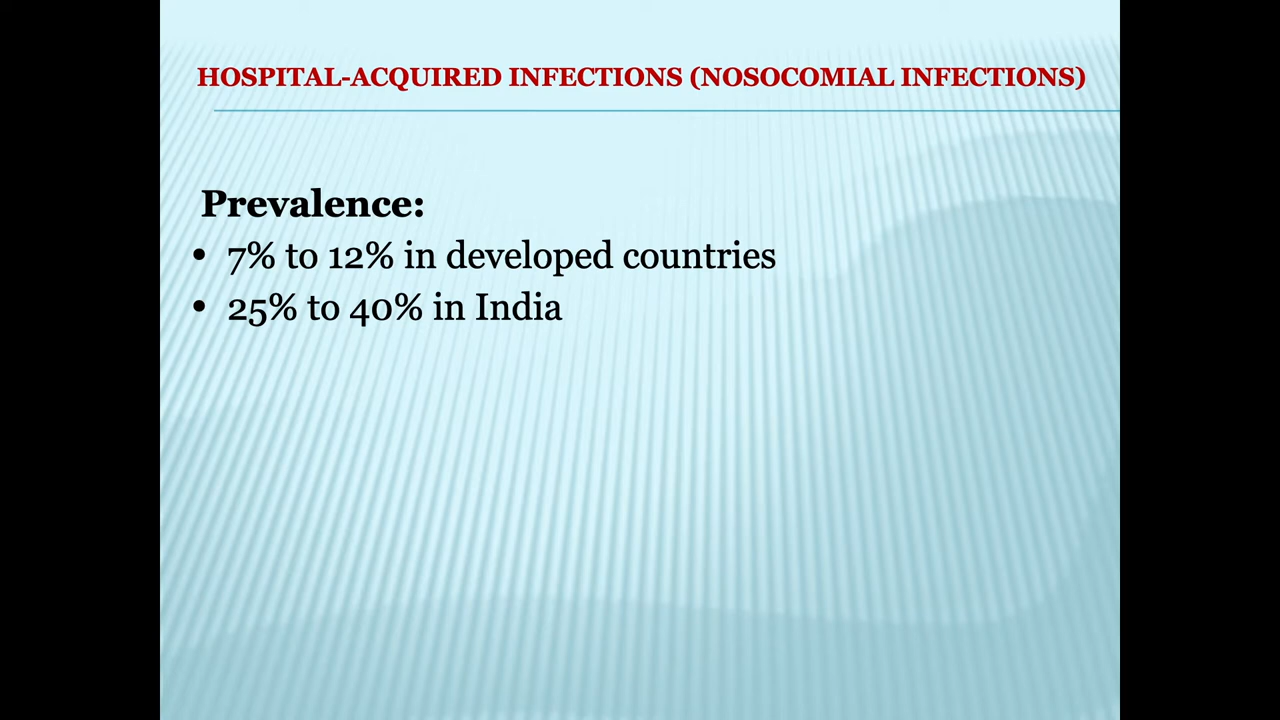 HOSPITAL-ACQUIRED INFECTIONS (NOSOCOMIAL INFECTIONS)
Prevalence:
• 7% to 12% in developed countries
• 25% to 40% in India